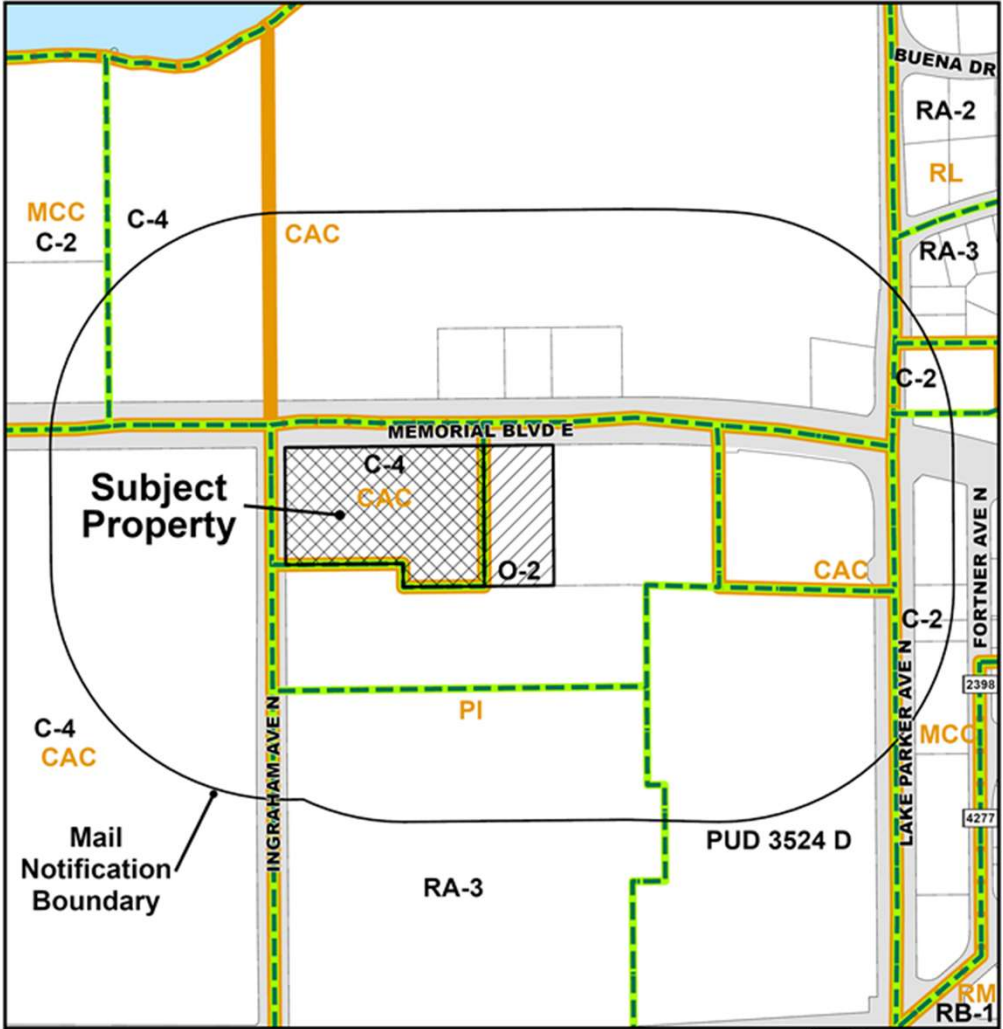 BUENA DR
RA-2
RL
MCC
C-2
C-4
CAC
RA-3
C-2
MEMORIAL BLVD E
C-4
CAC
Subject
Property
O-2
CAC
C-2
FORTNER AVE N
2398
PI
MCC
C-4
CAC
INGRAHAM AVE N
LAKE PARKER AVE N
4277
Mail
Notification
Boundary
PUD 3524 D
RA-3
RM
RB-1